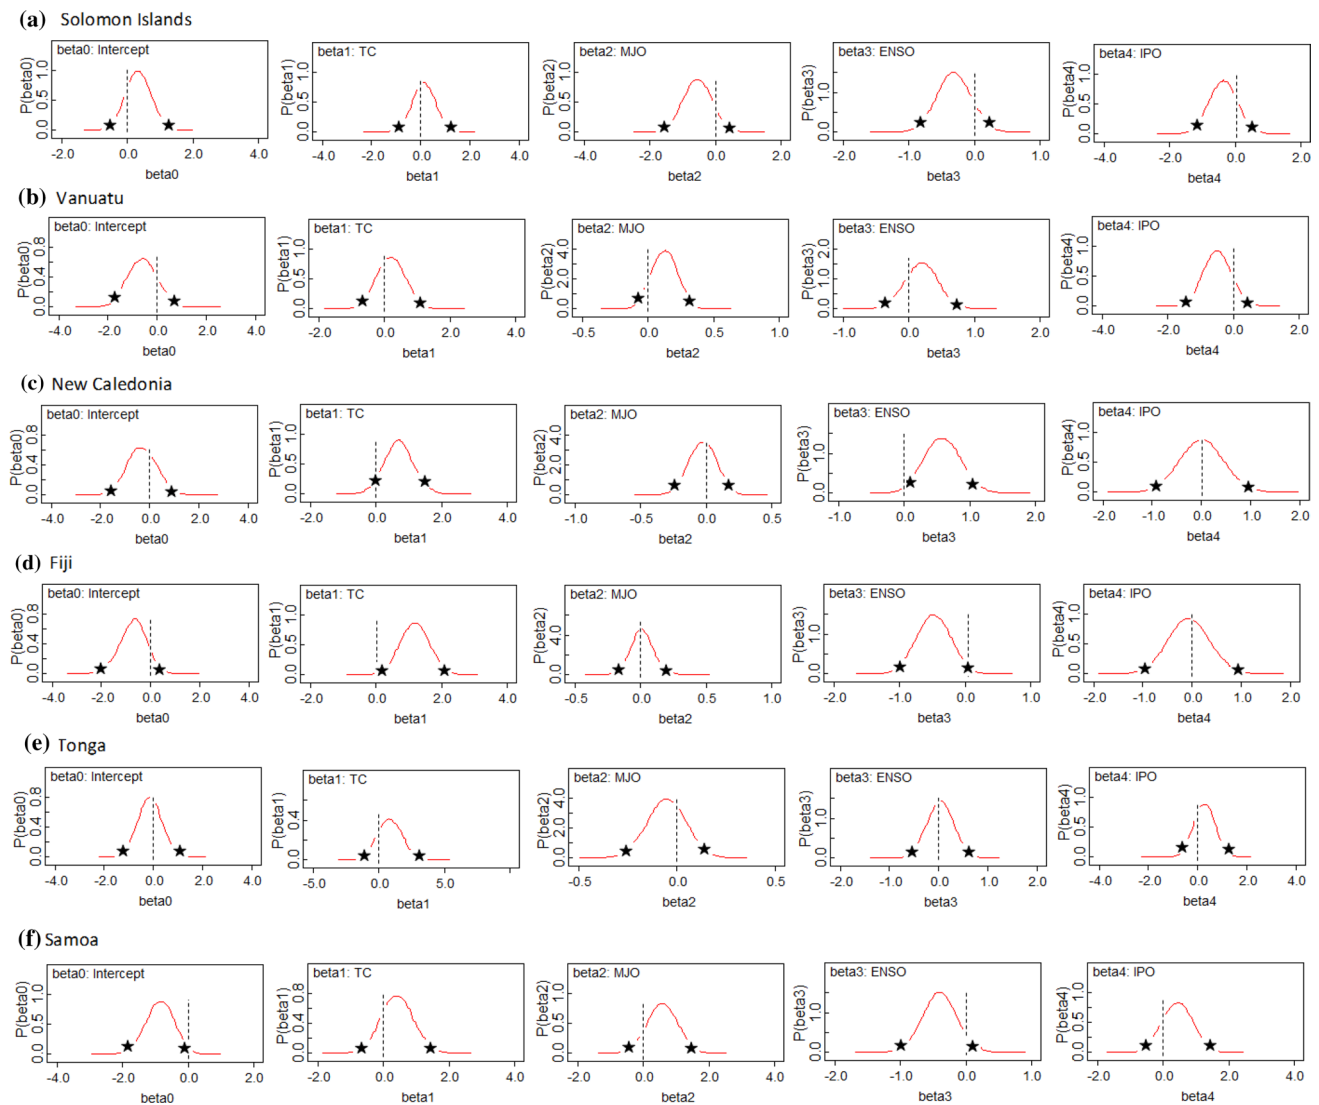 (a) Solomon Islands
beta0: Intercept
P(beta0)
0.0 0.5 1.0
-2.0 0.0 2.0 4.0
beta0
beta1: TC
P(beta1)
0.0 0.5 1.0
-4.0 -2.0 0.0 2.0 4.0
beta1
beta2: MJO
P(beta2)
0.0 0.5 1.0
-4.0 -2.0 0.0 2.0
beta2
beta3: ENSO
P(beta3)
0.0 1.0
-2.0 -1.0 0.0 1.0
beta3
beta4: IPO
P(beta4)
0.0 0.5 1.0
-4.0 -2.0 0.0 2.0
beta4
(b) Vanuatu
beta0: Intercept
P(beta0)
0.0 0.4 0.8
-4.0 -2.0 0.0 2.0 4.0
beta0
beta1: TC
P(beta1)
0.0 0.5 1.0
-2.0 -1.0 0.0 1.0 2.0 4.0
beta1
beta2: MJO
P(beta2)
0.0 2.0 4.0
-0.5 0.0 0.5 1.0
beta2
beta3: ENSO
P(beta3)
0.0 1.0 2.0
-1.0 0.0 1.0 2.0
beta3
beta4: IPO
P(beta4)
0.0 0.5 1.0
-4.0 -2.0 0.0 2.0
beta4
(c) New Caledonia
beta0: Intercept
P(beta0)
0.0 0.4 0.8
-4.0 -2.0 0.0 2.0 4.0
beta0
beta1: TC
P(beta1)
0.0 0.5 1.0
-2.0 0.0 2.0 4.0
beta1
beta2: MJO
P(beta2)
0.0 2.0 4.0
-1.0 -0.5 0.0 0.5
beta2
beta3: ENSO
P(beta3)
0.0 1.0
-1.0 0.0 1.0 2.0
beta3
beta4: IPO
P(beta4)
0.0 0.5 1.0
-2.0 -1.0 0.0 1.0 2.0
beta4
(d) Fiji
beta0: Intercept
P(beta0)
0.0 0.4 0.8
-4.0 -2.0 0.0 2.0 4.0
beta0
beta1: TC
P(beta1)
0.0 0.5 1.0
-2.0 0.0 2.0 4.0
beta1
beta2: MJO
P(beta2)
0.0 4.0
-0.5 0.0 0.5 1.0
beta2
beta3: ENSO
P(beta3)
0.0 1.0
-2.0 -1.0 0.0 1.0
beta3
beta4: IPO
P(beta4)
0.0 0.5 1.0
-2.0 -1.0 0.0 1.0 2.0
beta4
(e) Tonga
beta0: Intercept
P(beta0)
0.0 0.4 0.8
-4.0 -2.0 0.0 2.0 4.0
beta0
beta1: TC
P(beta1)
0.0 0.4
-5.0 0.0 5.0
beta1
beta2: MJO
P(beta2)
0.0 2.0 4.0
-0.5 0.0 0.5
beta2
beta3: ENSO
P(beta3)
0.0 1.0
-2.0 -1.0 0.0 1.0 2.0
beta3
beta4: IPO
P(beta4)
0.0 0.5 1.0
-4.0 -2.0 0.0 2.0 4.0
beta4
(f) Samoa
beta0: Intercept
P(beta0)
0.0 0.5 1.0
-4.0 -2.0 0.0 2.0
beta0
beta1: TC
P(beta1)
0.0 0.4 0.8
-2.0 0.0 2.0 4.0
beta1
beta2: MJO
P(beta2)
0.0 0.5 1.0
-2.0 0.0 2.0 4.0
beta2
beta3: ENSO
P(beta3)
0.0 1.0
-2.0 -1.0 0.0 1.0
beta3
beta4: IPO
P(beta4)
0.0 0.5 1.0
-2.0 0.0 2.0 4.0
beta4